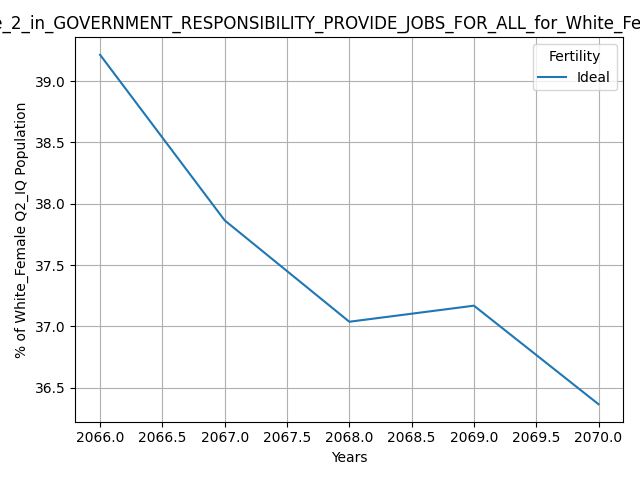 e_2_in_GOVERNMENT_RESPONSIBILITY_PROVIDE_JOBS_FOR_ALL_for_White_Fe
Fertility
Ideal
% of White_Female Q2_IQ Population
39.0
38.5
38.0
37.5
37.0
36.5
2066.0 2066.5 2067.0 2067.5 2068.0 2068.5 2069.0 2069.5 2070.0
Years